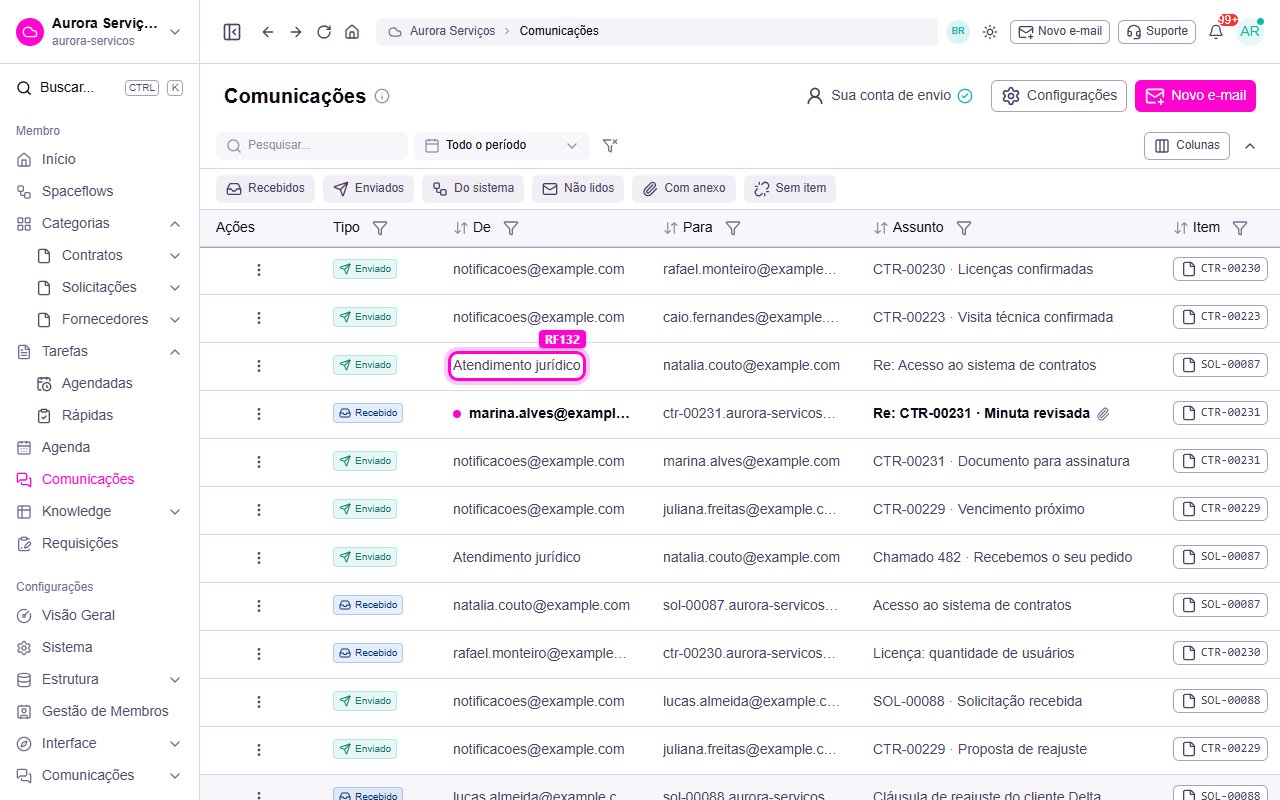 Aurora Serviç...
aurora-servicos
Aurora Serviços > Comunicações
BR
Novo e-mail
Suporte
99+
AR
Buscar...
CTRL K
Membro
Início
Spaceflows
Categorias
Contratos
Solicitações
Fornecedores
Tarefas
Agendadas
Rápidas
Agenda
Comunicações
Knowledge
Requisições
Configurações
Visão Geral
Sistema
Estrutura
Gestão de Membros
Interface
Comunicações
Comunicações
Sua conta de envio
Configurações
Novo e-mail
Pesquisar...
Todo o período
Colunas
Recebidos Enviados Do sistema Não lidos Com anexo Sem item
Ações Tipo De Para Assunto Item
Enviado notificacoes@example.com rafael.monteiro@example... CTR-00230 · Licenças confirmadas CTR-00230
Enviado notificacoes@example.com caio.fernandes@example.... CTR-00223 · Visita técnica confirmada CTR-00223
RF132
Enviado Atendimento jurídico natalia.couto@example.com Re: Acesso ao sistema de contratos SOL-00087
Recebido marina.alves@exampl... ctr-00231.aurora-servicos... Re: CTR-00231 · Minuta revisada CTR-00231
Enviado notificacoes@example.com marina.alves@example.com CTR-00231 · Documento para assinatura CTR-00231
Enviado notificacoes@example.com juliana.freitas@example.c... CTR-00229 · Vencimento próximo CTR-00229
Enviado Atendimento jurídico natalia.couto@example.com Chamado 482 · Recebemos o seu pedido SOL-00087
Recebido natalia.couto@example.com sol-00087.aurora-servicos... Acesso ao sistema de contratos SOL-00087
Recebido rafael.monteiro@example... ctr-00230.aurora-servicos... Licença: quantidade de usuários CTR-00230
Enviado notificacoes@example.com lucas.almeida@example.c... SOL-00088 · Solicitação recebida SOL-00088
Enviado notificacoes@example.com juliana.freitas@example.c... CTR-00229 · Proposta de reajuste CTR-00229
Recebido lucas.almeida@example.c... sol-00088.aurora-servicos... Cláusula de reajuste do cliente Delta SOL-00088